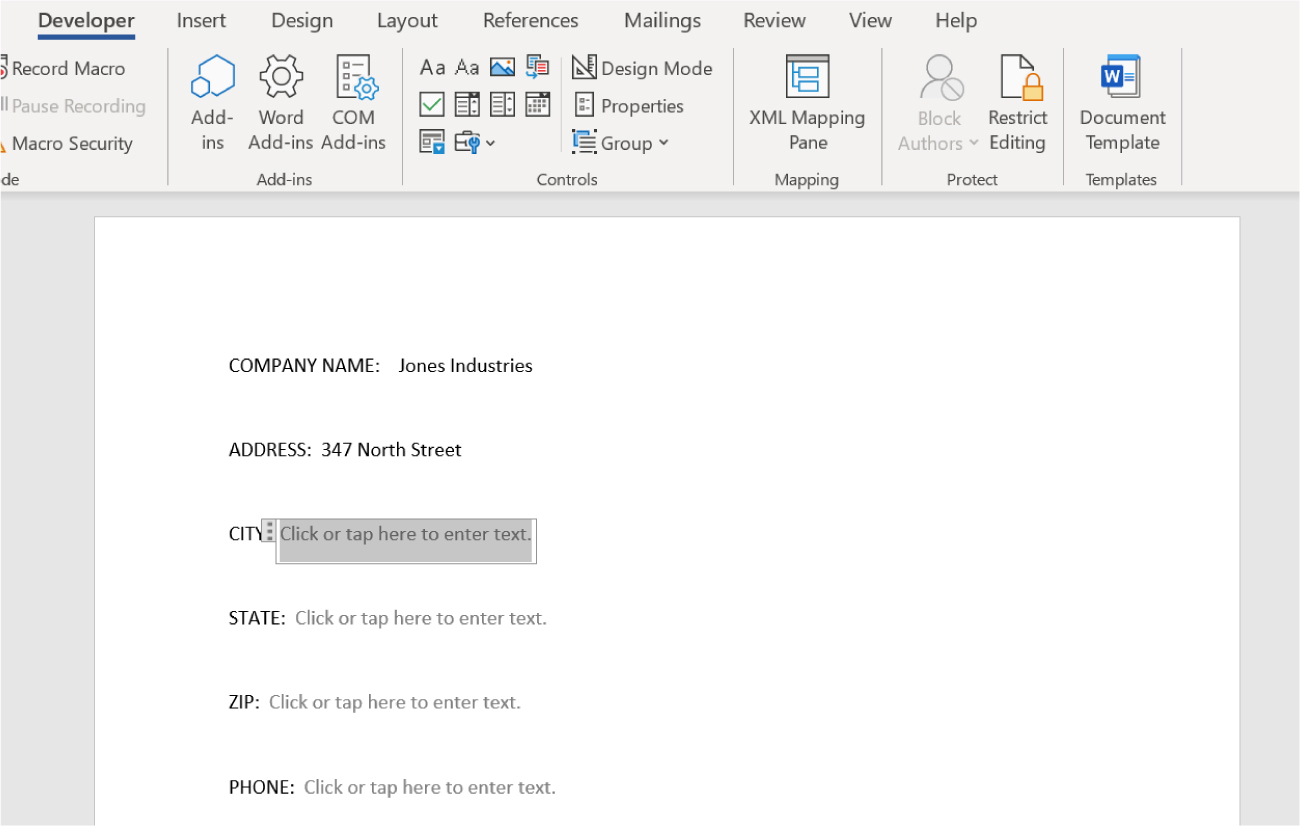 Developer Insert Design Layout References Mailings Review View Help
Record Macro
Pause Recording
Macro Security
de
Add-
ins
Word
Add-ins
COM
Add-ins
Add-ins
Aa Aa
Design Mode
Properties
Group
Controls
XML Mapping
Pane
Mapping
Block
Authors
Restrict
Editing
Protect
W
Document
Template
Templates
COMPANY NAME: Jones Industries
ADDRESS: 347 North Street
CITY Click or tap here to enter text.
STATE: Click or tap here to enter text.
ZIP: Click or tap here to enter text.
PHONE: Click or tap here to enter text.